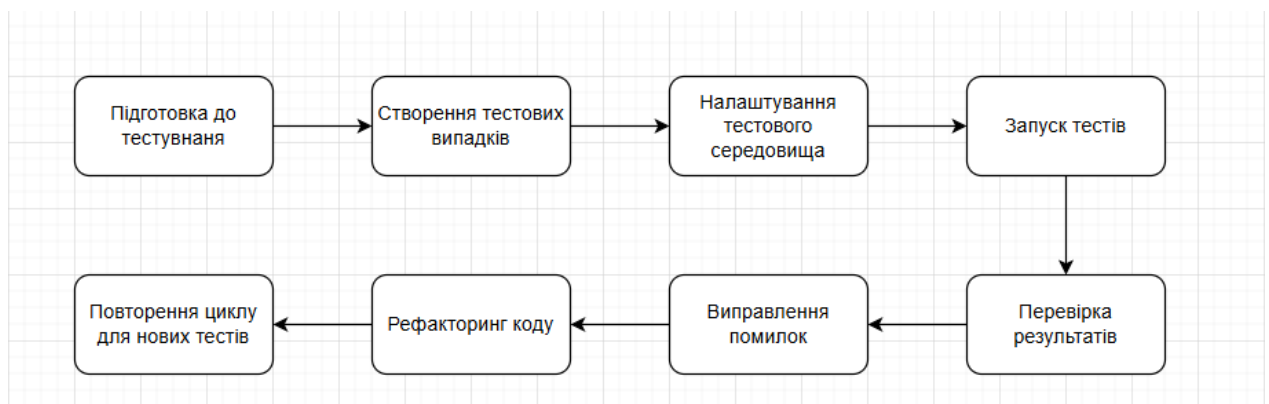 Підготовка до
тестувнаня
Створення тестових
випадків
Налаштування
тестового
середовища
Запуск тестів
Повторення циклу
для нових тестів
Рефакторинг коду
Виправлення
помилок
Перевірка
результатів